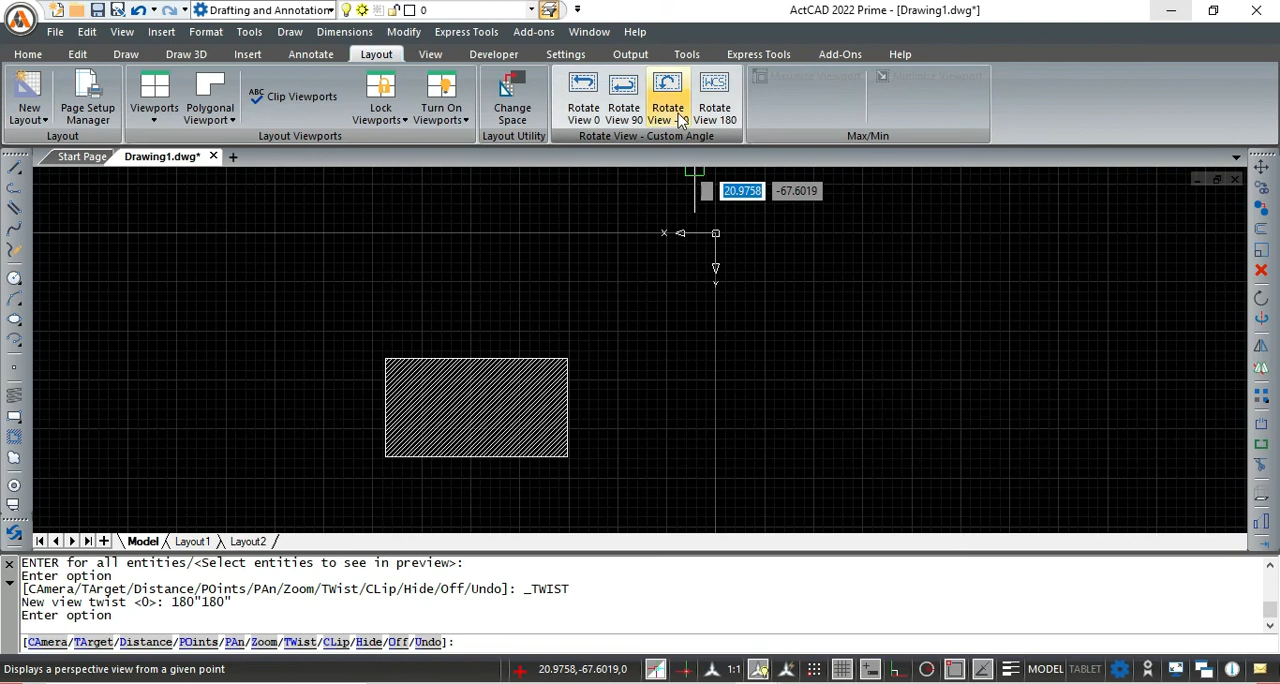 Drafting and Annotation
0
ActCAD 2022 Prime - [Drawing1.dwg*]
File Edit View Insert Format Tools Draw Dimensions Modify Express Tools Add-ons Window Help
Home Edit Draw Draw 3D Insert Annotate Layout View Developer Settings Output Tools Express Tools Add-Ons Help
New Layout
Page Setup Manager
Layout
Viewports
Polygonal Viewport
ABC Clip Viewports
Lock Viewports
Turn On Viewports
Layout Viewports
Change Space
Layout Utility
Rotate View 0
Rotate View 90
Rotate View -
WCS
Rotate View 180
Rotate View - Custom Angle
Maximize Viewport
Minimize Viewport
Max/Min
Start Page Drawing1.dwg*
20.9758 -67.6019
X
Y
Model Layout1 Layout2
ENTER for all entities/<Select entities to see in preview>:
Enter option
[CAmera/TArget/Distance/POints/PAn/Zoom/TWist/CLip/Hide/Off/Undo]: _TWIST
New view twist <0>: 180"180"
Enter option
[CAmera/TArget/Distance/POints/PAn/Zoom/TWist/CLip/Hide/Off/Undo]:
Displays a perspective view from a given point
20.9758,-67.6019,0
1:1
MODEL TABLET